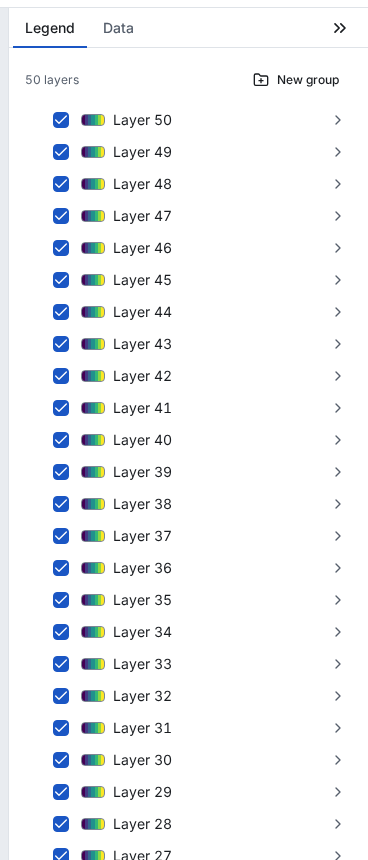 Legend Data
50 layers New group
Layer 50
Layer 49
Layer 48
Layer 47
Layer 46
Layer 45
Layer 44
Layer 43
Layer 42
Layer 41
Layer 40
Layer 39
Layer 38
Layer 37
Layer 36
Layer 35
Layer 34
Layer 33
Layer 32
Layer 31
Layer 30
Layer 29
Layer 28
Layer 27